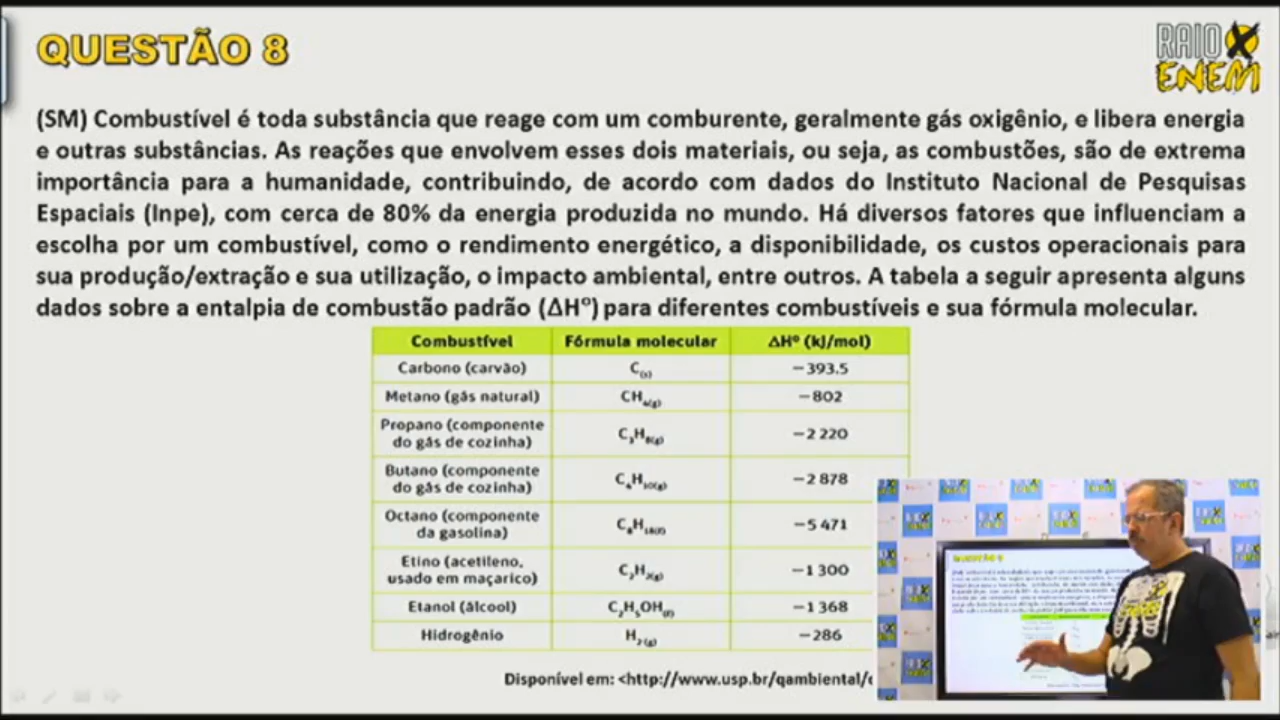 QUESTÃO 8
RAIO X
ENEM
(SM) Combustível é toda substância que reage com um comburente, geralmente gás oxigênio, e libera energia
e outras substâncias. As reações que envolvem esses dois materiais, ou seja, as combustões, são de extrema
importância para a humanidade, contribuindo, de acordo com dados do Instituto Nacional de Pesquisas
Espaciais (Inpe), com cerca de 80% da energia produzida no mundo. Há diversos fatores que influenciam a
escolha por um combustível, como o rendimento energético, a disponibilidade, os custos operacionais para
sua produção/extração e sua utilização, o impacto ambiental, entre outros. A tabela a seguir apresenta alguns
dados sobre a entalpia de combustão padrão (ΔHº) para diferentes combustíveis e sua fórmula molecular.
Combustível Fórmula molecular ΔHº (kJ/mol)
Carbono (carvão) C(s) −393.5
Metano (gás natural) CH₄(g) −802
Propano (componente
do gás de cozinha) C₃H₈(g) −2 220
Butano (componente
do gás de cozinha) C₄H₁₀(g) −2 878
Octano (componente
da gasolina) C₈H₁₈(ℓ) −5 471
Etino (acetileno,
usado em maçarico) C₂H₂(g) −1 300
Etanol (álcool) C₂H₅OH(ℓ) −1 368
Hidrogênio H₂(g) −286
Disponível em: <http://www.usp.br/qambiental/
QUESTÃO 8